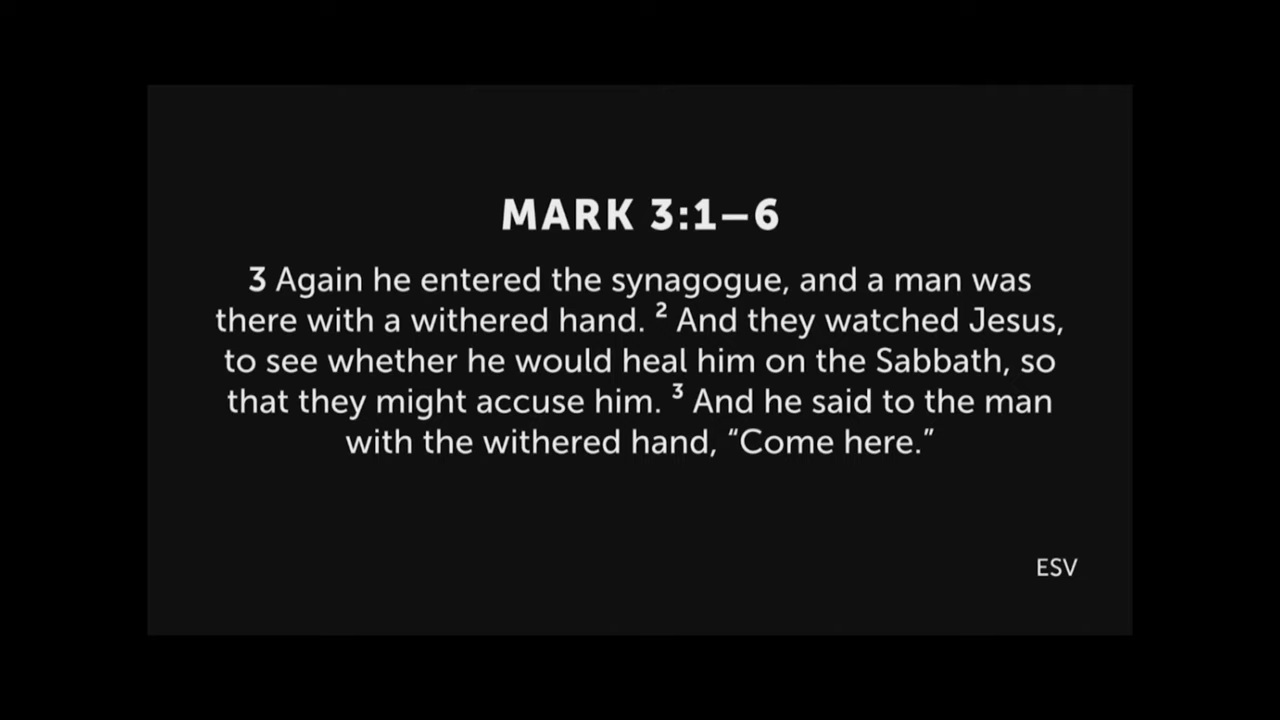 MARK 3:1–6
3 Again he entered the synagogue, and a man was
there with a withered hand. 2 And they watched Jesus,
to see whether he would heal him on the Sabbath, so
that they might accuse him. 3 And he said to the man
with the withered hand, “Come here.”
ESV